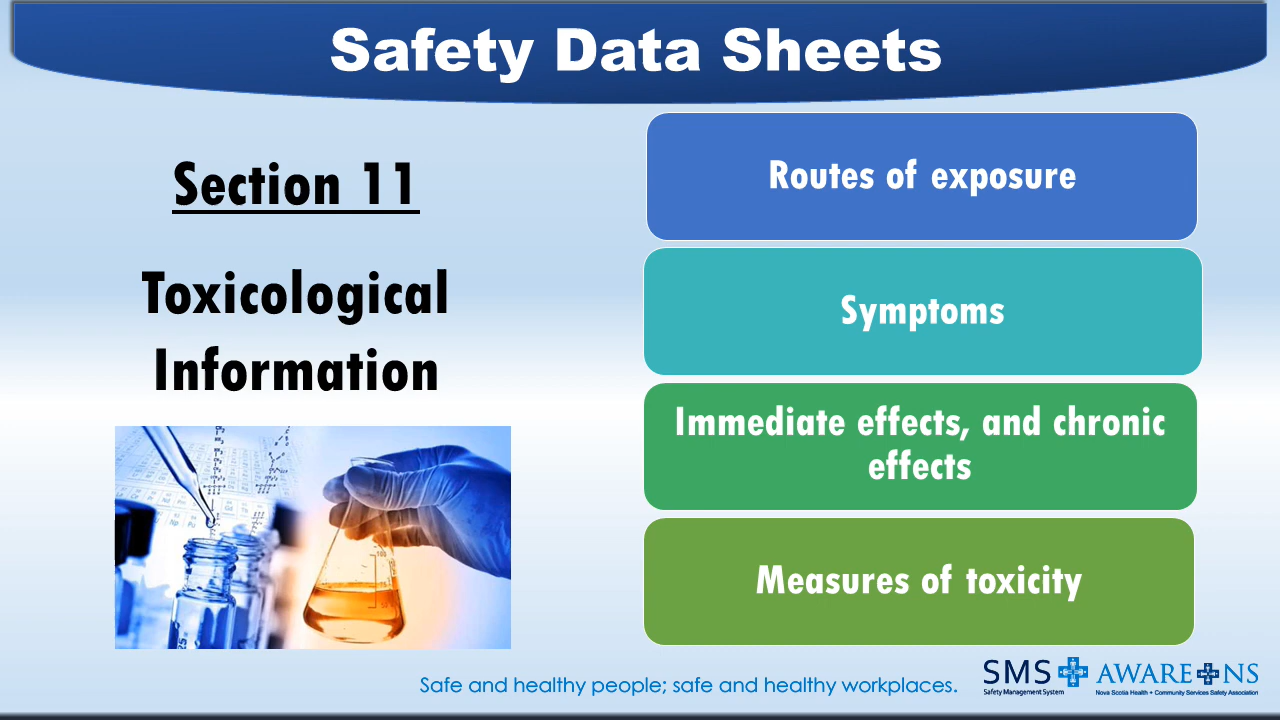 Safety Data Sheets
Section 11
Toxicological
Information
Routes of exposure
Symptoms
Immediate effects, and chronic
effects
Measures of toxicity
Safe and healthy people; safe and healthy workplaces.
SMS
Safety Management System
AWARE NS
Nova Scotia Health + Community Services Safety Association